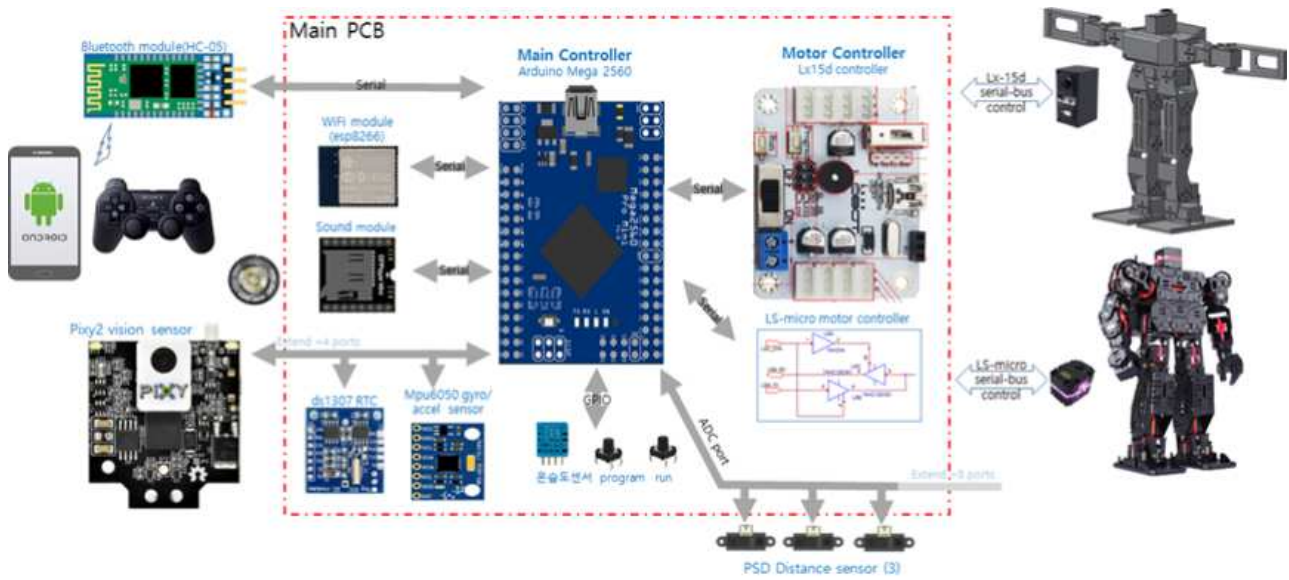 Main PCB
Bluetooth module(HC-05)
Main Controller
Arduino Mega 2560
Motor Controller
Lx15d controller
Serial
WiFi module
(esp8266)
Serial
Serial
Lx-15d
serial-bus
control
Sound module
Serial
Mega2560
Pro Mini
Serial
LS-micro motor controller
Pixy2 vision sensor
Extend ~4 ports
PIXY
ds1307 RTC
Mpu6050 gyro/
accel sensor
GPIO
온습도센서 program run
ADC port
LS-micro
serial-bus
control
Extend ~8 ports
PSD Distance sensor (3)